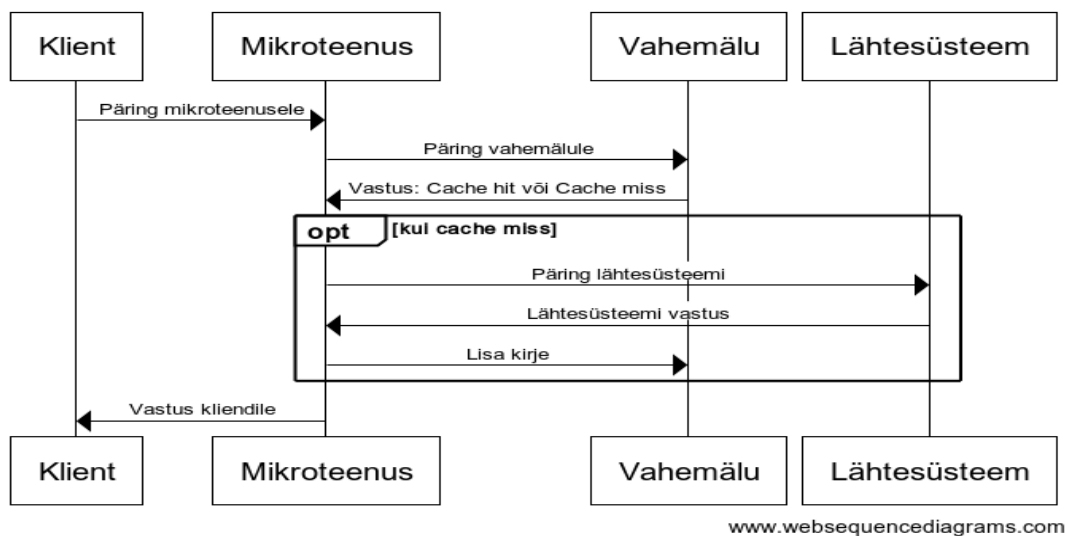 Klient
Mikroteenus
Vahemälu
Lähtesüsteem
Päring mikroteenusele
Päring vahemälule
Vastus: Cache hit või Cache miss
opt
[kui cache miss]
Päring lähtesüsteemi
Lähtesüsteemi vastus
Lisa kirje
Vastus kliendile
Klient
Mikroteenus
Vahemälu
Lähtesüsteem
www.websequencediagrams.com